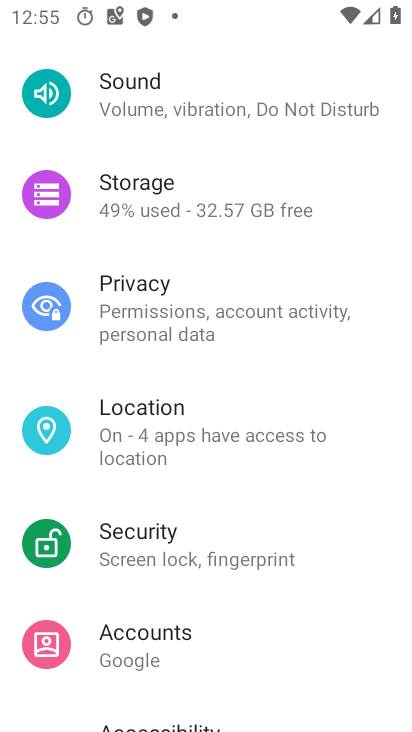 12:55
Sound
Volume, vibration, Do Not Disturb
Storage
49% used - 32.57 GB free
Privacy
Permissions, account activity,
personal data
Location
On - 4 apps have access to
location
Security
Screen lock, fingerprint
Accounts
Google
Accessibility